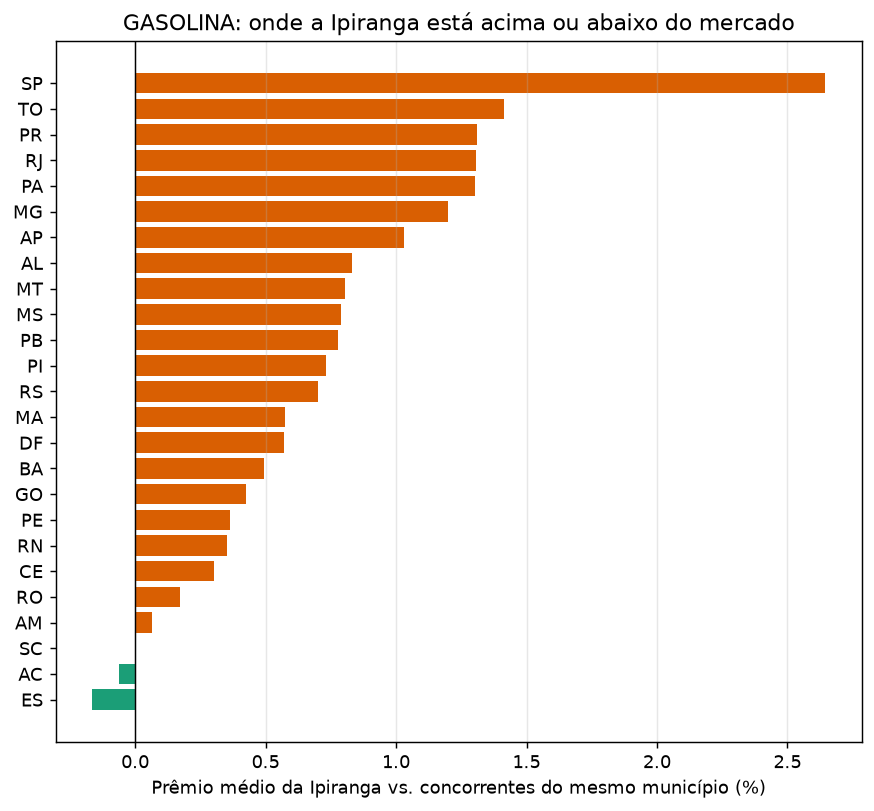 GASOLINA: onde a Ipiranga está acima ou abaixo do mercado
SP
TO
PR
RJ
PA
MG
AP
AL
MT
MS
PB
PI
RS
MA
DF
BA
GO
PE
RN
CE
RO
AM
SC
AC
ES
0.0 0.5 1.0 1.5 2.0 2.5
Prêmio médio da Ipiranga vs. concorrentes do mesmo município (%)